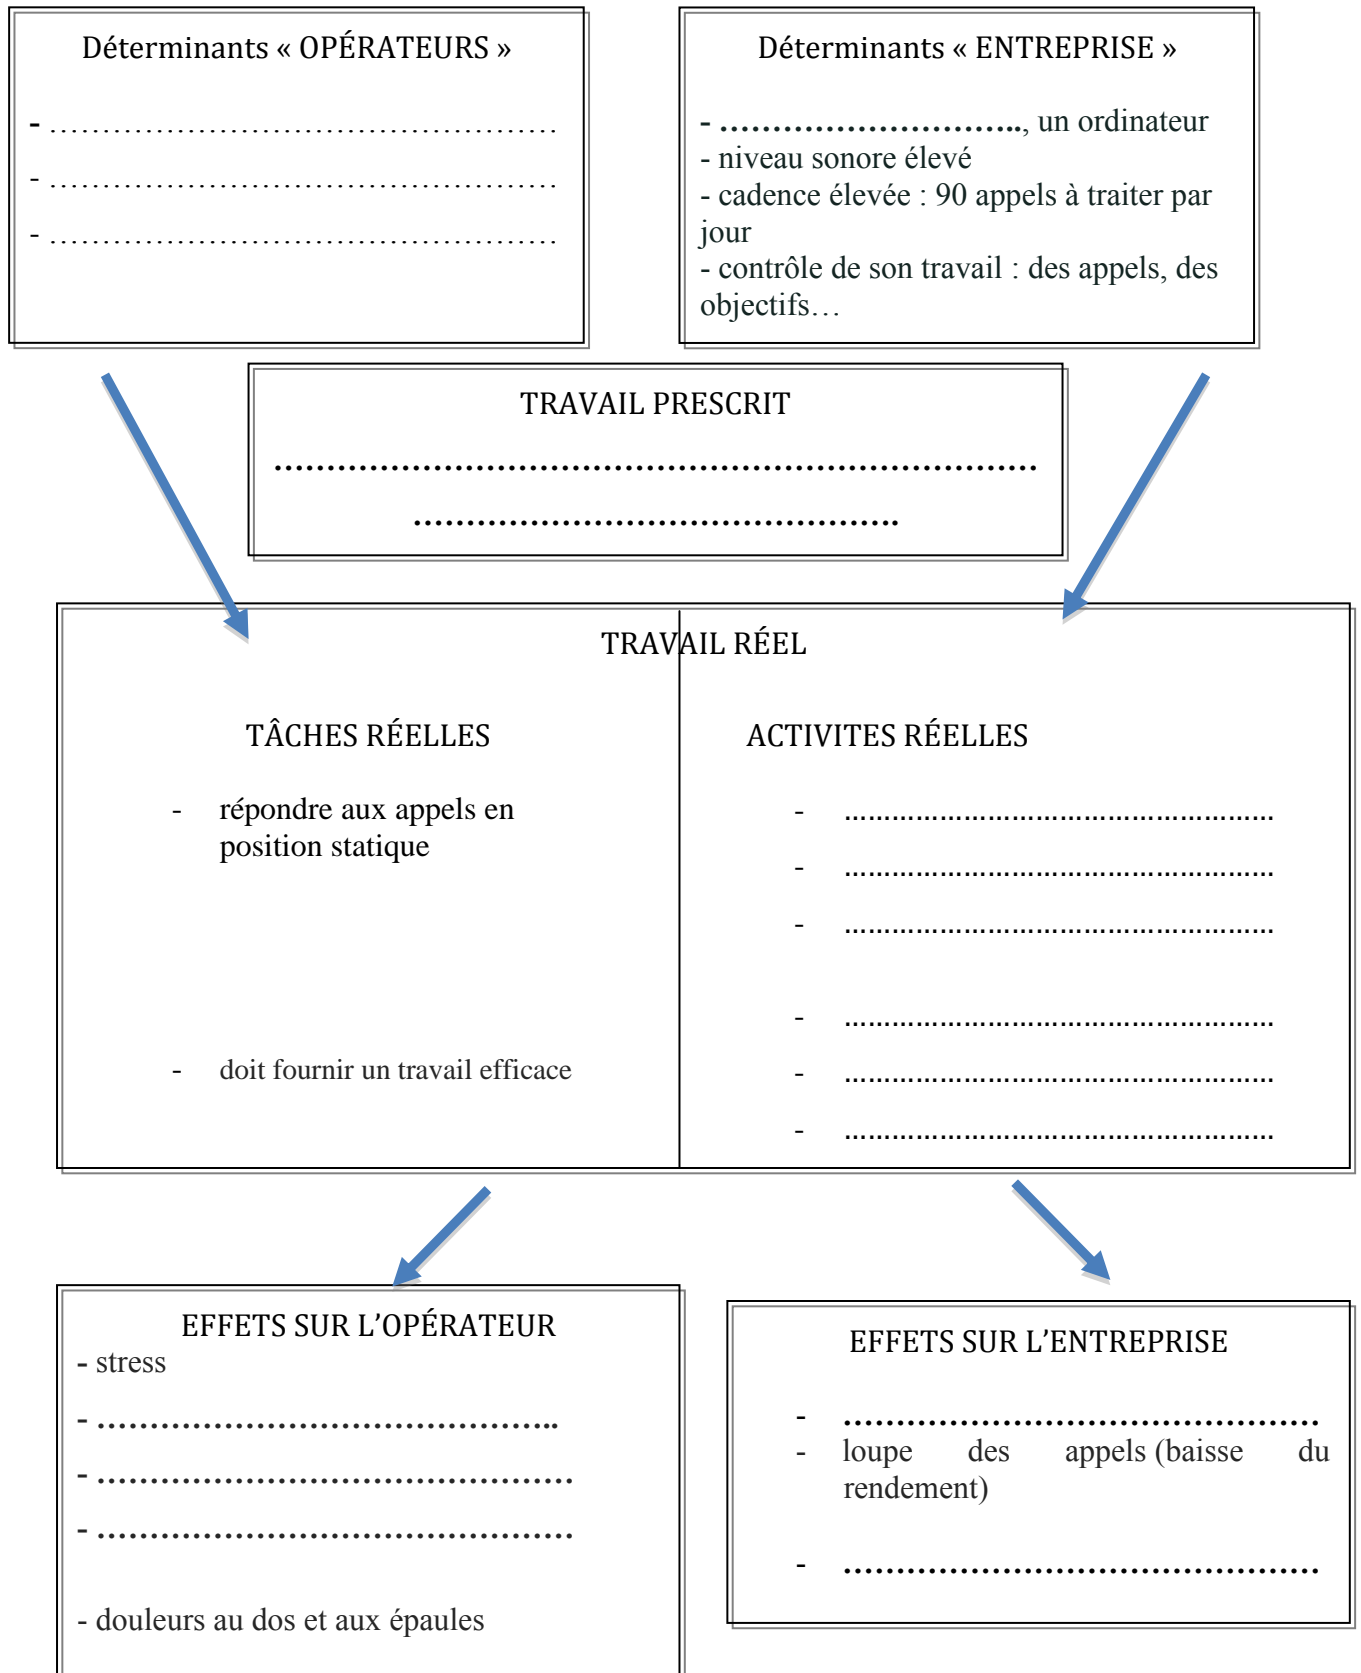 Déterminants « OPÉRATEURS »
- ……………………………………………….
- ……………………………………………….
- ……………………………………………….
Déterminants « ENTREPRISE »
- ………………………….., un ordinateur
- niveau sonore élevé
- cadence élevée : 90 appels à traiter par
jour
- contrôle de son travail : des appels, des
objectifs…
TRAVAIL PRESCRIT
………………………………………………………………
……………………………………….
TRAVAIL RÉEL
TÂCHES RÉELLES
- répondre aux appels en
position statique
- doit fournir un travail efficace
ACTIVITES RÉELLES
- ………………………………………………
- ………………………………………………
- ………………………………………………
- ………………………………………………
- ………………………………………………
- ………………………………………………
EFFETS SUR L’OPÉRATEUR
- stress
- ……………………………………..
- ………………………………………
- ………………………………………
- douleurs au dos et aux épaules
EFFETS SUR L’ENTREPRISE
- ………………………………………
- loupe des appels (baisse du
rendement)
- ………………………………………